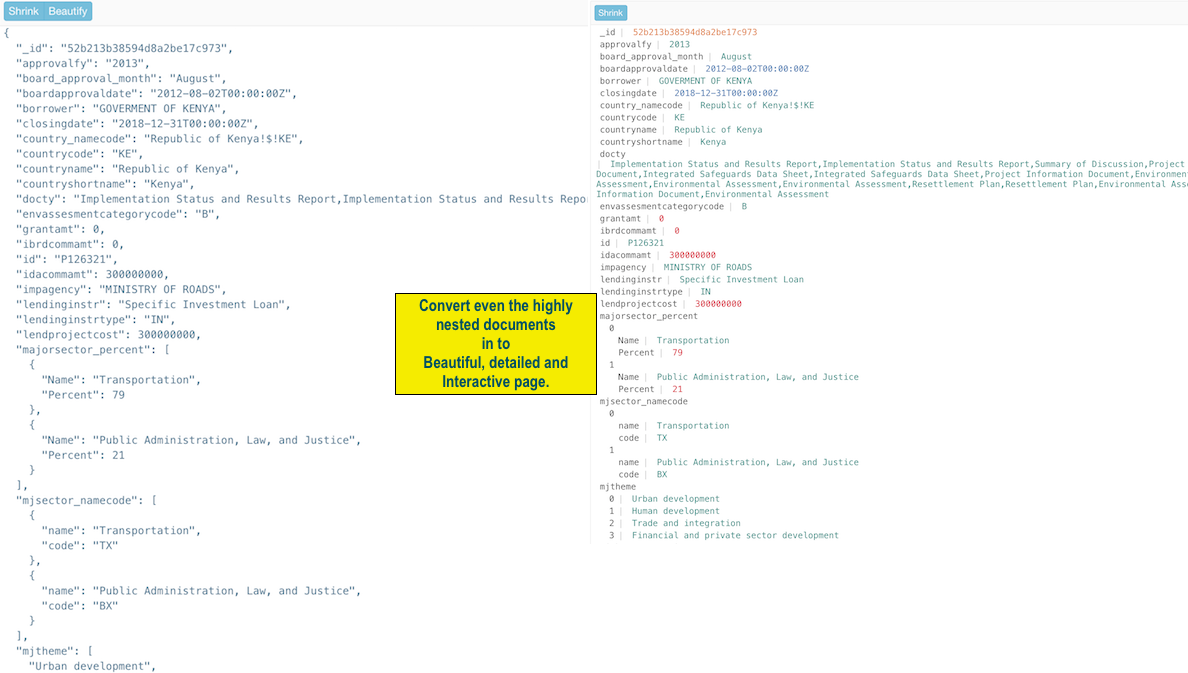 Shrink Beautify
{
"_id": "52b213b38594d8a2be17c973",
"approvalfy": "2013",
"board_approval_month": "August",
"boardapprovaldate": "2012-08-02T00:00:00Z",
"borrower": "GOVERMENT OF KENYA",
"closingdate": "2018-12-31T00:00:00Z",
"country_namecode": "Republic of Kenya!$!KE",
"countrycode": "KE",
"countryname": "Republic of Kenya",
"countryshortname": "Kenya",
"docty": "Implementation Status and Results Report,Implementation Status and Results Repo
"envassesmentcategorycode": "B",
"grantamt": 0,
"ibrdcommamt": 0,
"id": "P126321",
"idacommamt": 300000000,
"impagency": "MINISTRY OF ROADS",
"lendinginstr": "Specific Investment Loan",
"lendinginstrtype": "IN",
"lendprojectcost": 300000000,
"majorsector_percent": [
{
"Name": "Transportation",
"Percent": 79
},
{
"Name": "Public Administration, Law, and Justice",
"Percent": 21
}
],
"mjsector_namecode": [
{
"name": "Transportation",
"code": "TX"
},
{
"name": "Public Administration, Law, and Justice",
"code": "BX"
}
],
"mjtheme": [
"Urban development",
Convert even the highly
nested documents
in to
Beautiful, detailed and
Interactive page.
Shrink
_id | 52b213b38594d8a2be17c973
approvalfy | 2013
board_approval_month | August
boardapprovaldate | 2012-08-02T00:00:00Z
borrower | GOVERMENT OF KENYA
closingdate | 2018-12-31T00:00:00Z
country_namecode | Republic of Kenya!$!KE
countrycode | KE
countryname | Republic of Kenya
countryshortname | Kenya
docty
| Implementation Status and Results Report,Implementation Status and Results Report,Summary of Discussion,Project
Document,Integrated Safeguards Data Sheet,Integrated Safeguards Data Sheet,Project Information Document,Environmen
Assessment,Environmental Assessment,Environmental Assessment,Resettlement Plan,Resettlement Plan,Environmental Ass
Information Document,Environmental Assessment
envassesmentcategorycode | B
grantamt | 0
ibrdcommamt | 0
id | P126321
idacommamt | 300000000
impagency | MINISTRY OF ROADS
lendinginstr | Specific Investment Loan
lendinginstrtype | IN
lendprojectcost | 300000000
majorsector_percent
0
Name | Transportation
Percent | 79
1
Name | Public Administration, Law, and Justice
Percent | 21
mjsector_namecode
0
name | Transportation
code | TX
1
name | Public Administration, Law, and Justice
code | BX
mjtheme
0 | Urban development
1 | Human development
2 | Trade and integration
3 | Financial and private sector development